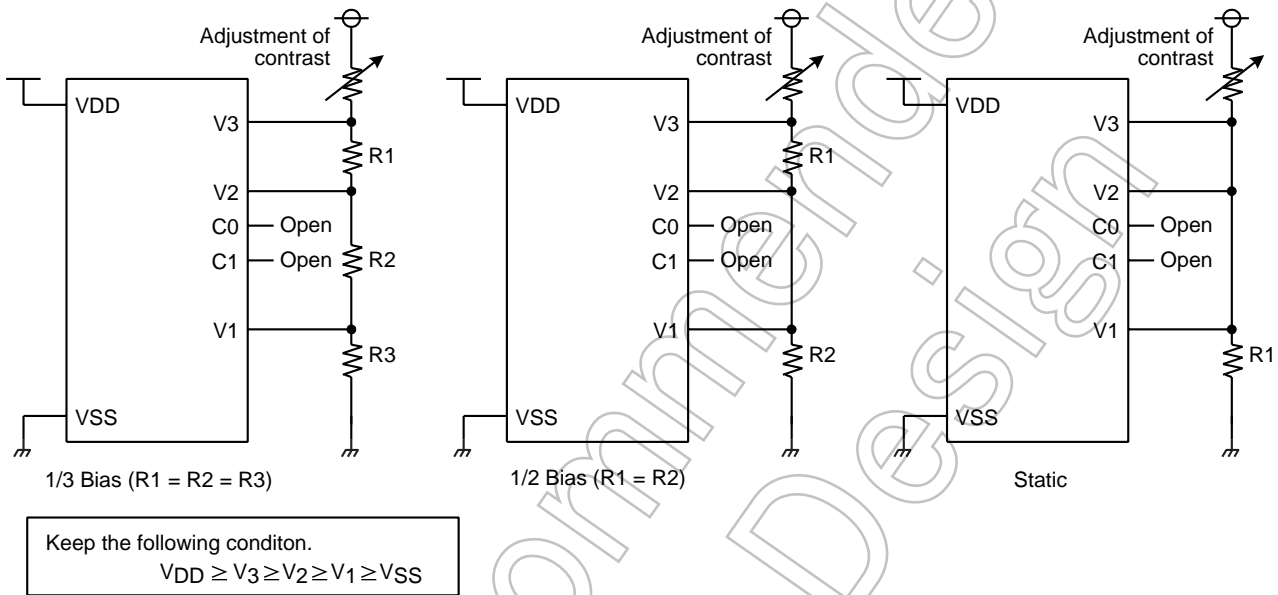 Adjustment of
contrast
VDD
V3
R1
V2
C0
Open
C1
Open
R2
V1
R3
VSS
1/3 Bias (R1 = R2 = R3)
Adjustment of
contrast
VDD
V3
R1
V2
C0
Open
C1
Open
V1
R2
VSS
1/2 Bias (R1 = R2)
Adjustment of
contrast
VDD
V3
V2
C0
Open
C1
Open
V1
R1
VSS
Static
Keep the following conditon.
VDD ≥ V3 ≥ V2 ≥ V1 ≥ VSS
ommende
Design